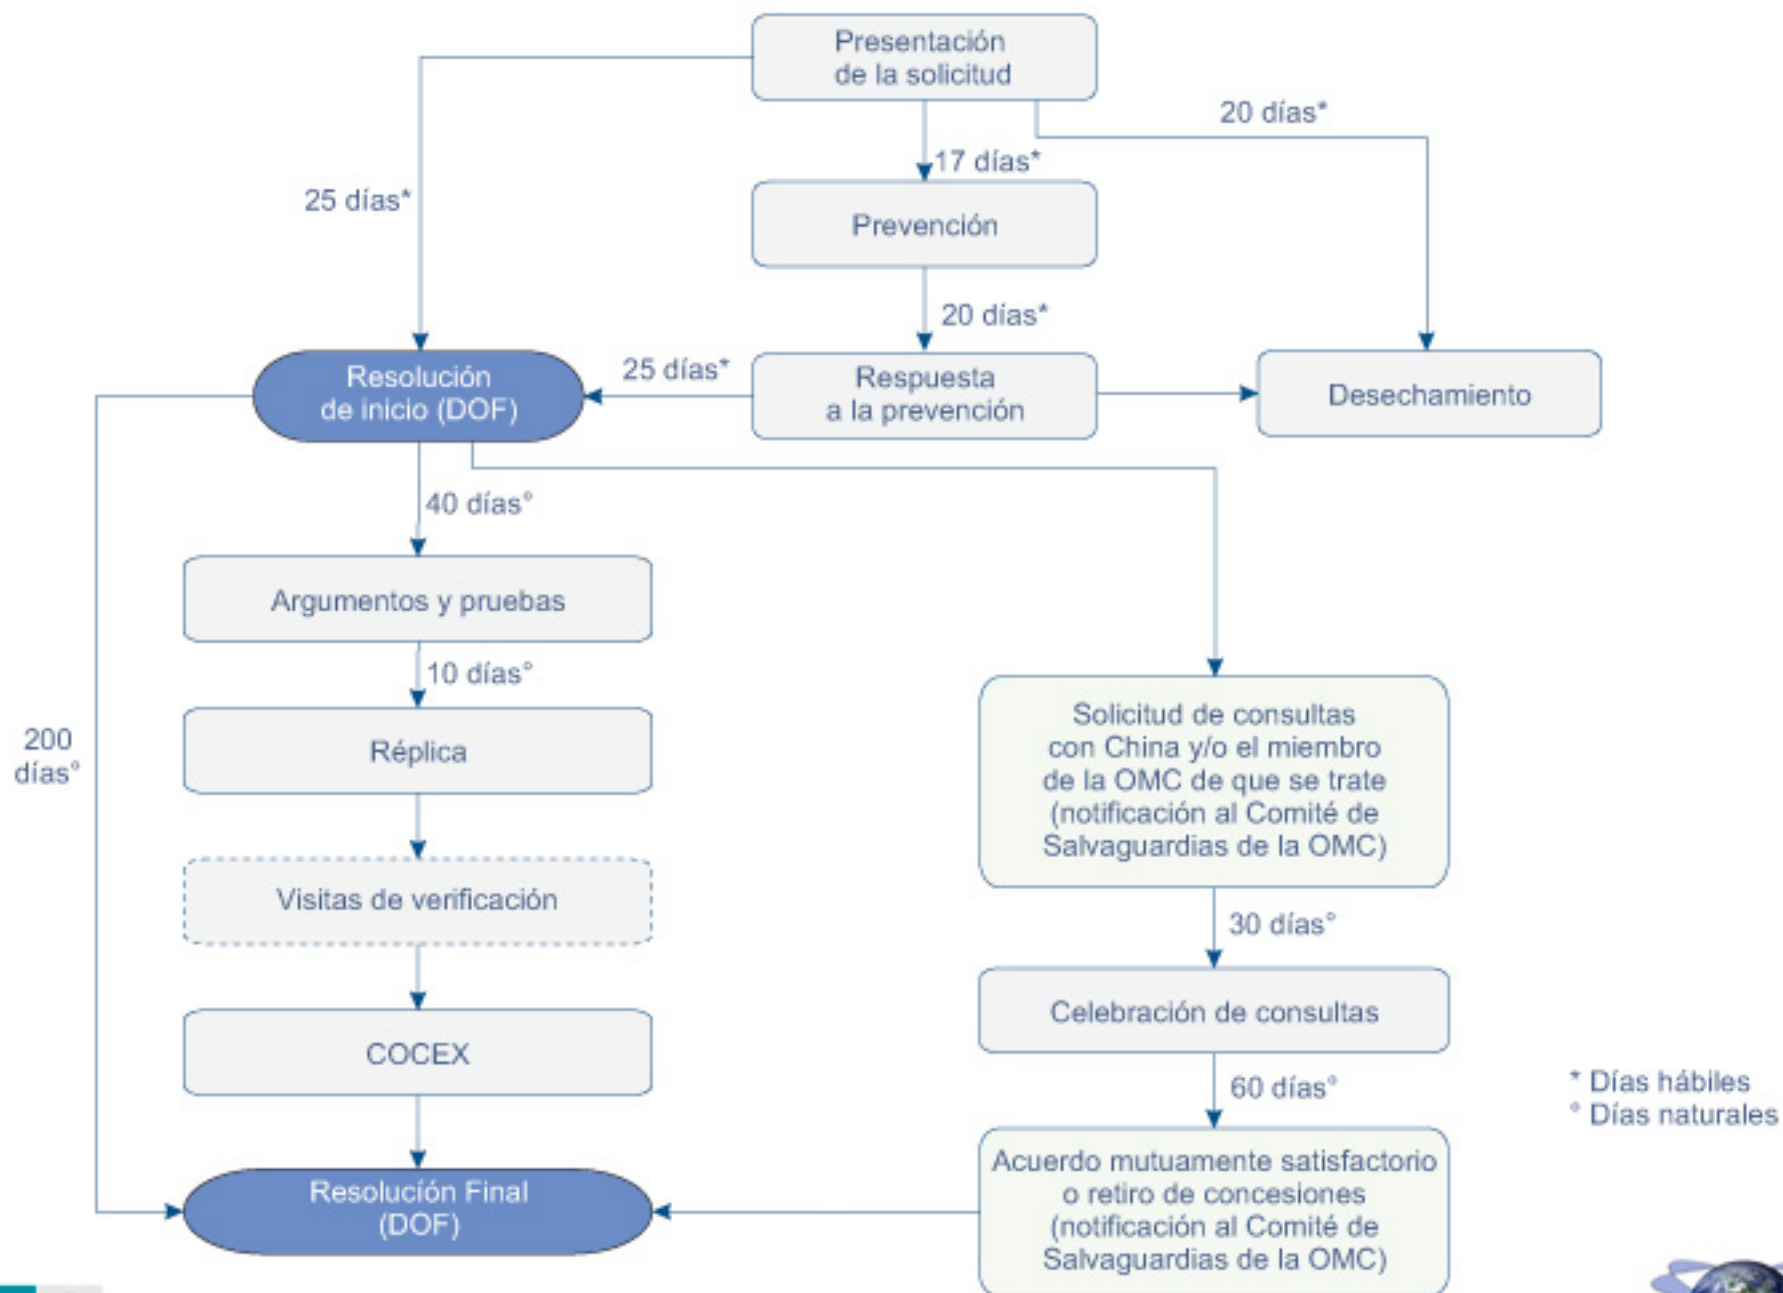 Presentación
de la solicitud
20 días*
17 días*
25 días*
Prevención
20 días*
Resolución
de inicio (DOF)
25 días*
Respuesta
a la prevención
Desechamiento
40 días°
Argumentos y pruebas
10 días°
Réplica
200
días°
Solicitud de consultas
con China y/o el miembro
de la OMC de que se trate
(notificación al Comité de
Salvaguardias de la OMC)
Visitas de verificación
30 días°
Celebración de consultas
COCEX
60 días°
* Días hábiles
° Días naturales
Acuerdo mutuamente satisfactorio
o retiro de concesiones
(notificación al Comité de
Salvaguardias de la OMC)
Resolucíón Final
(DOF)